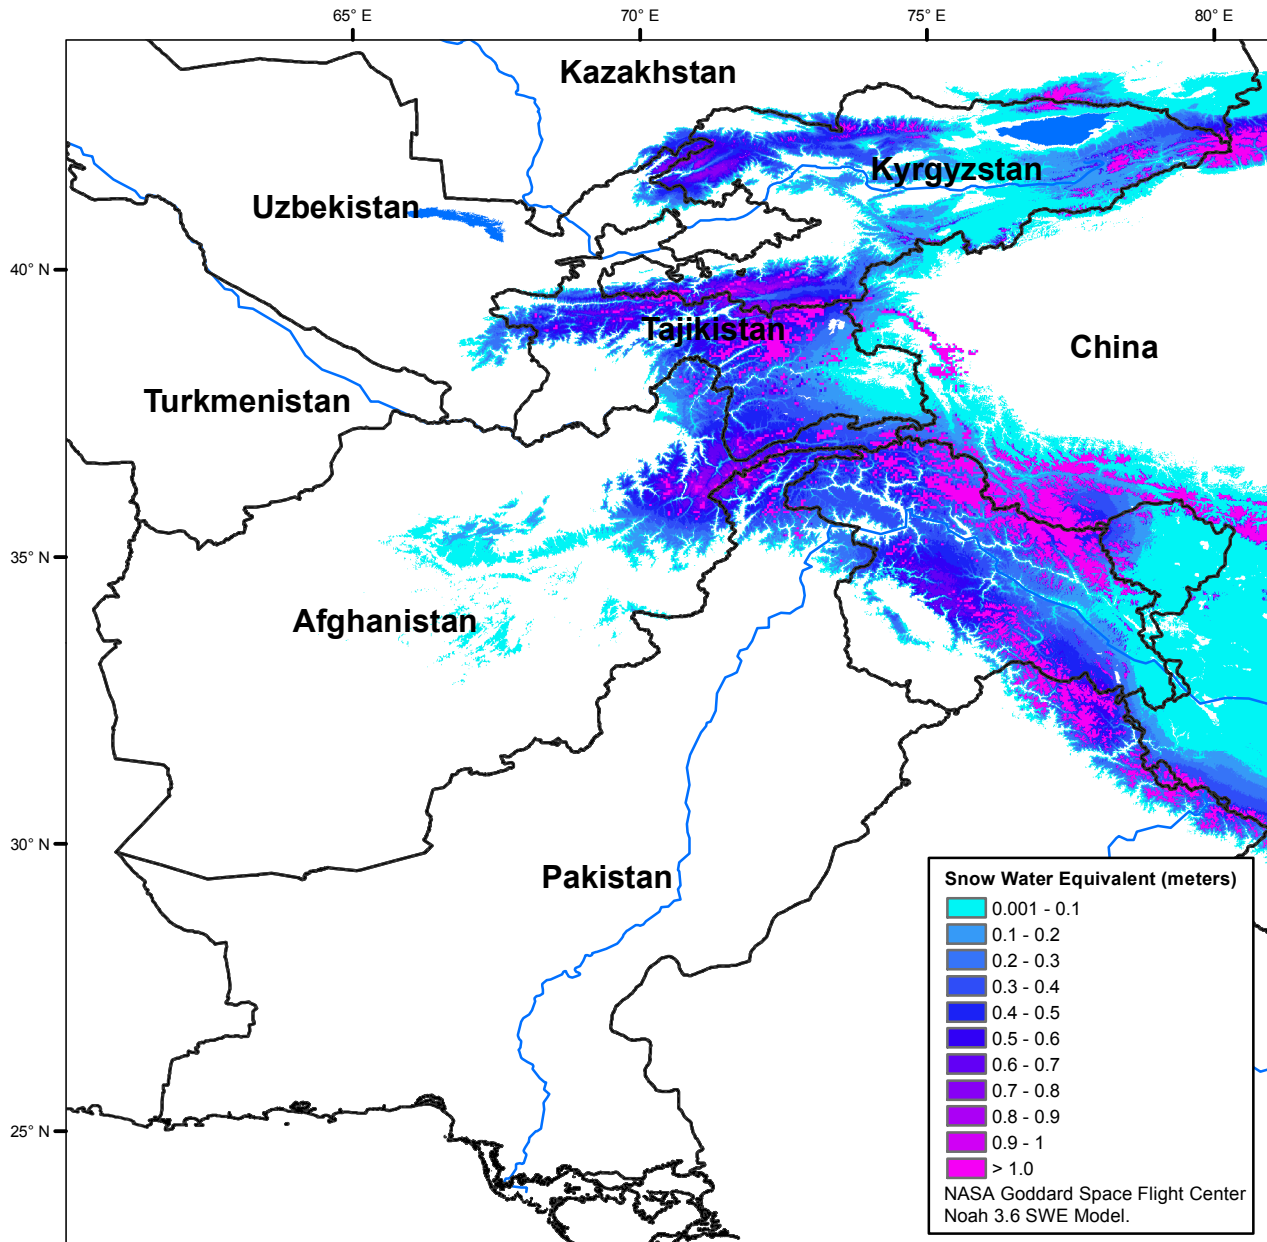 65° E
70° E
75° E
80° E
Kazakhstan
Kyrgyzstan
Uzbekistan
40° N
Tajikistan
China
Turkmenistan
35° N
Afghanistan
30° N
Pakistan
25° N
Snow Water Equivalent (meters)
0.001 - 0.1
0.1 - 0.2
0.2 - 0.3
0.3 - 0.4
0.4 - 0.5
0.5 - 0.6
0.6 - 0.7
0.7 - 0.8
0.8 - 0.9
0.9 - 1
> 1.0
NASA Goddard Space Flight Center
Noah 3.6 SWE Model.